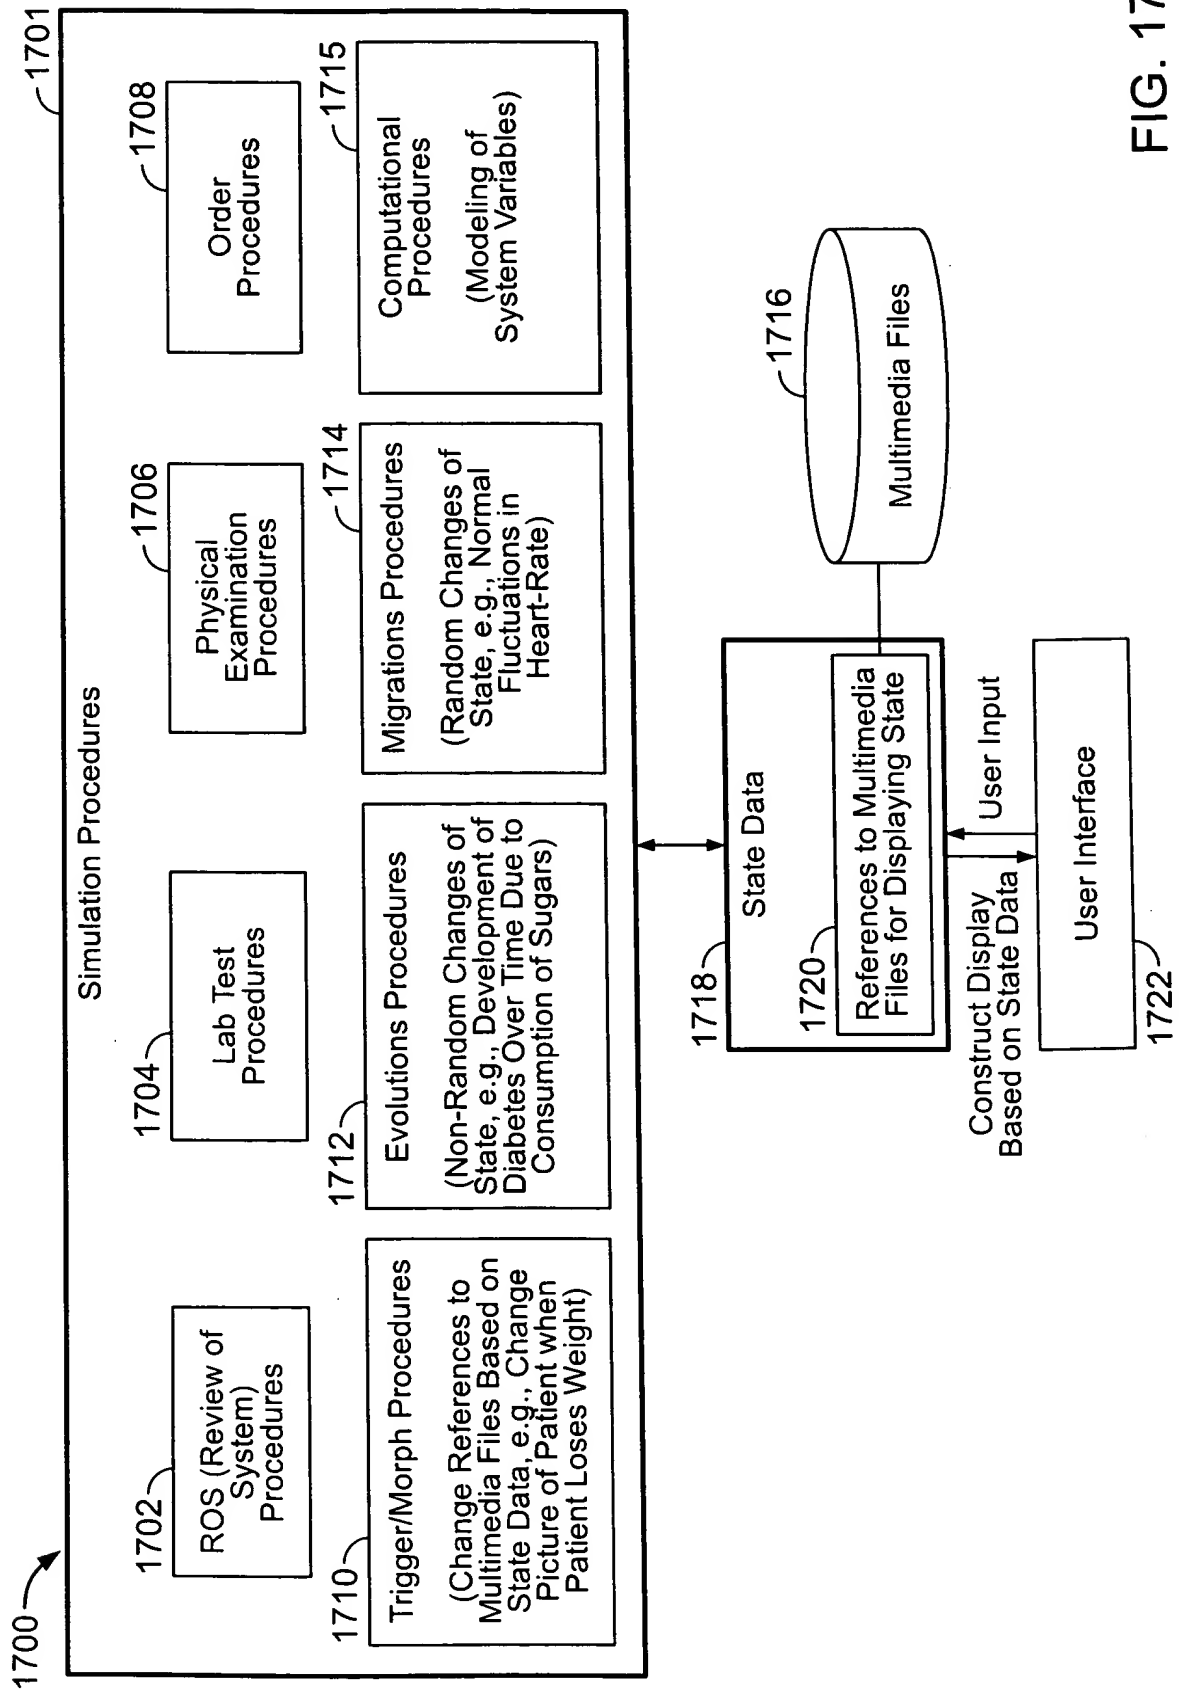 1700
1701
Simulation Procedures
1702
ROS (Review of
System)
Procedures
1704
Lab Test
Procedures
1706
Physical
Examination
Procedures
1708
Order
Procedures
1710
Trigger/Morph Procedures
(Change References to
Multimedia Files Based on
State Data, e.g., Change
Picture of Patient when
Patient Loses Weight)
1712
Evolutions Procedures
(Non-Random Changes of
State, e.g., Development of
Diabetes Over Time Due to
Consumption of Sugars)
1714
Migrations Procedures
(Random Changes of
State, e.g., Normal
Fluctuations in
Heart-Rate)
1715
Computational
Procedures
(Modeling of
System Variables)
1718
State Data
1720
References to Multimedia
Files for Displaying State
1716
Multimedia Files
Construct Display
Based on State Data
User Input
User Interface
1722
FIG. 17